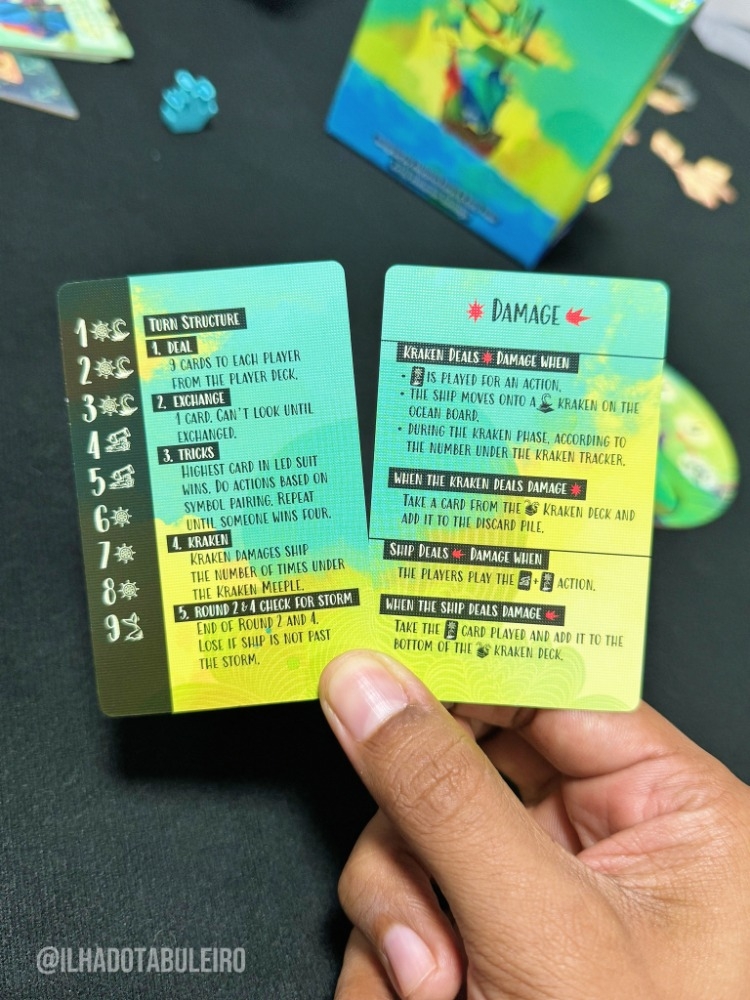 SAIL
1
2
3
4
5
6
7
8
9
TURN STRUCTURE
1. DEAL
9 CARDS TO EACH PLAYER
FROM THE PLAYER DECK.
2. EXCHANGE
1 CARD. CAN'T LOOK UNTIL
EXCHANGED.
3. TRICKS
HIGHEST CARD IN LED SUIT
WINS. DO ACTIONS BASED ON
SYMBOL PAIRING. REPEAT
UNTIL SOMEONE WINS FOUR.
4. KRAKEN
KRAKEN DAMAGES SHIP
THE NUMBER OF TIMES UNDER
THE KRAKEN MEEPLE.
5. ROUND 2 & 4 CHECK FOR STORM
END OF ROUND 2 AND 4.
LOSE IF SHIP IS NOT PAST
THE STORM.
DAMAGE
KRAKEN DEALS DAMAGE WHEN
• IS PLAYED FOR AN ACTION.
• THE SHIP MOVES ONTO A KRAKEN ON THE
OCEAN BOARD.
• DURING THE KRAKEN PHASE, ACCORDING TO
THE NUMBER UNDER THE KRAKEN TRACKER.
WHEN THE KRAKEN DEALS DAMAGE
TAKE A CARD FROM THE KRAKEN DECK AND
ADD IT TO THE DISCARD PILE.
SHIP DEALS DAMAGE WHEN
THE PLAYERS PLAY THE + ACTION.
WHEN THE SHIP DEALS DAMAGE
TAKE THE CARD PLAYED AND ADD IT TO THE
BOTTOM OF THE KRAKEN DECK.
@ILHADOTABULEIRO